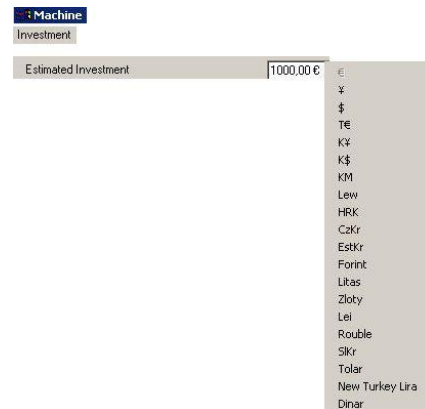 Machine
Investment
Estimated Investment 1000,00 €
€
¥
$
T€
K¥
K$
KM
Lew
HRK
CzKr
EstKr
Forint
Litas
Zloty
Lei
Rouble
SlKr
Tolar
New Turkey Lira
Dinar